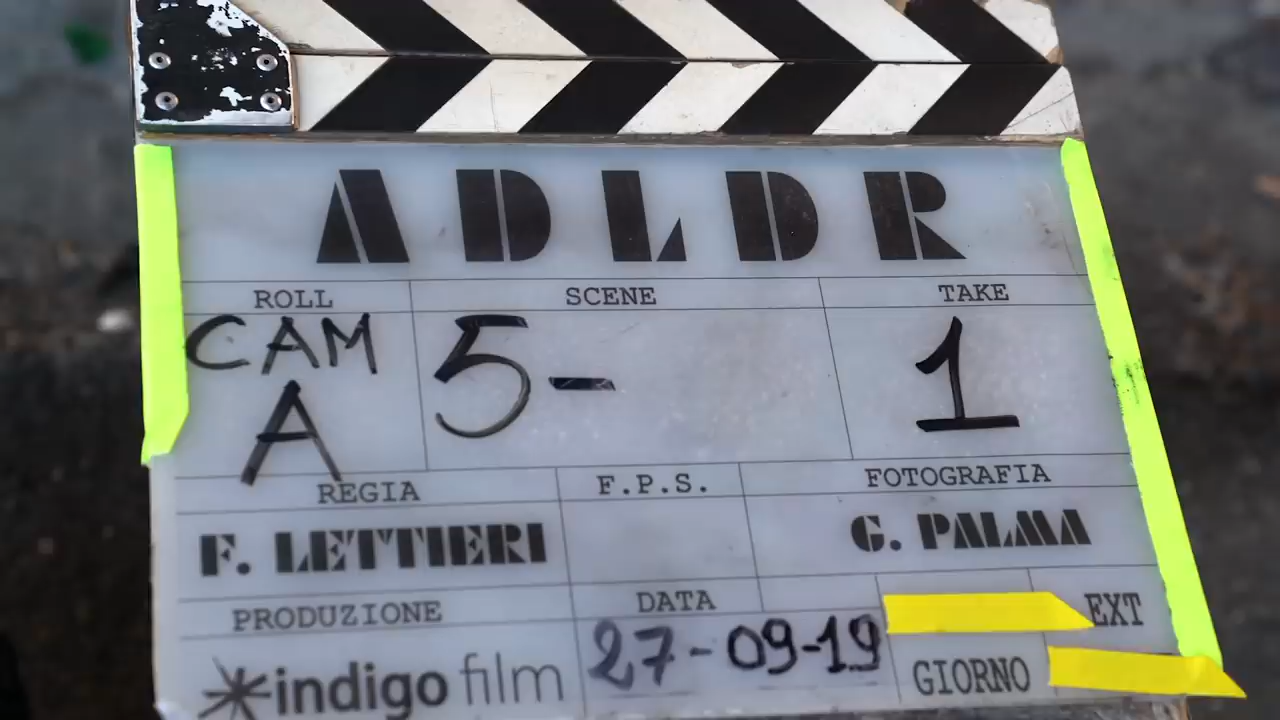 ADLDR
ROLL SCENE TAKE
CAM A 5- 1
REGIA F.P.S. FOTOGRAFIA
F. LETTIERI G. PALMA
PRODUZIONE DATA EXT
indigo film 27-09-19 GIORNO